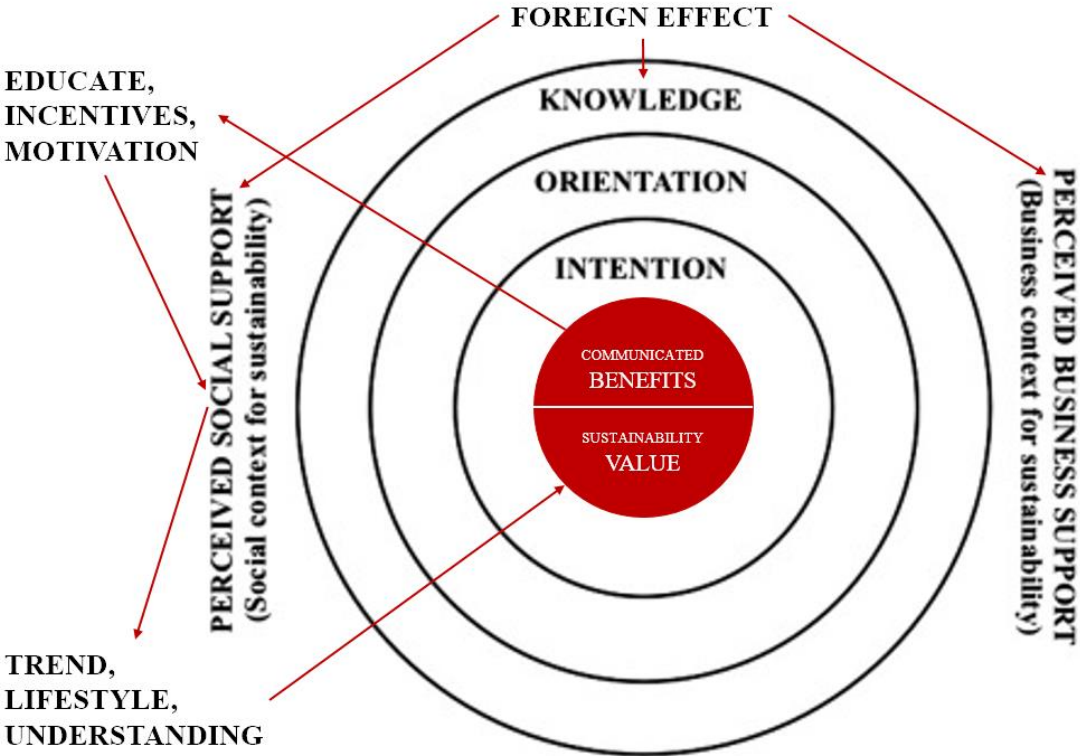 FOREIGN EFFECT
EDUCATE,
INCENTIVES,
MOTIVATION
KNOWLEDGE
ORIENTATION
INTENTION
COMMUNICATED
BENEFITS
SUSTAINABILITY
VALUE
PERCEIVED SOCIAL SUPPORT
(Social context for sustainability)
PERCEIVED BUSINESS SUPPORT
(Business context for sustainability)
TREND,
LIFESTYLE,
UNDERSTANDING